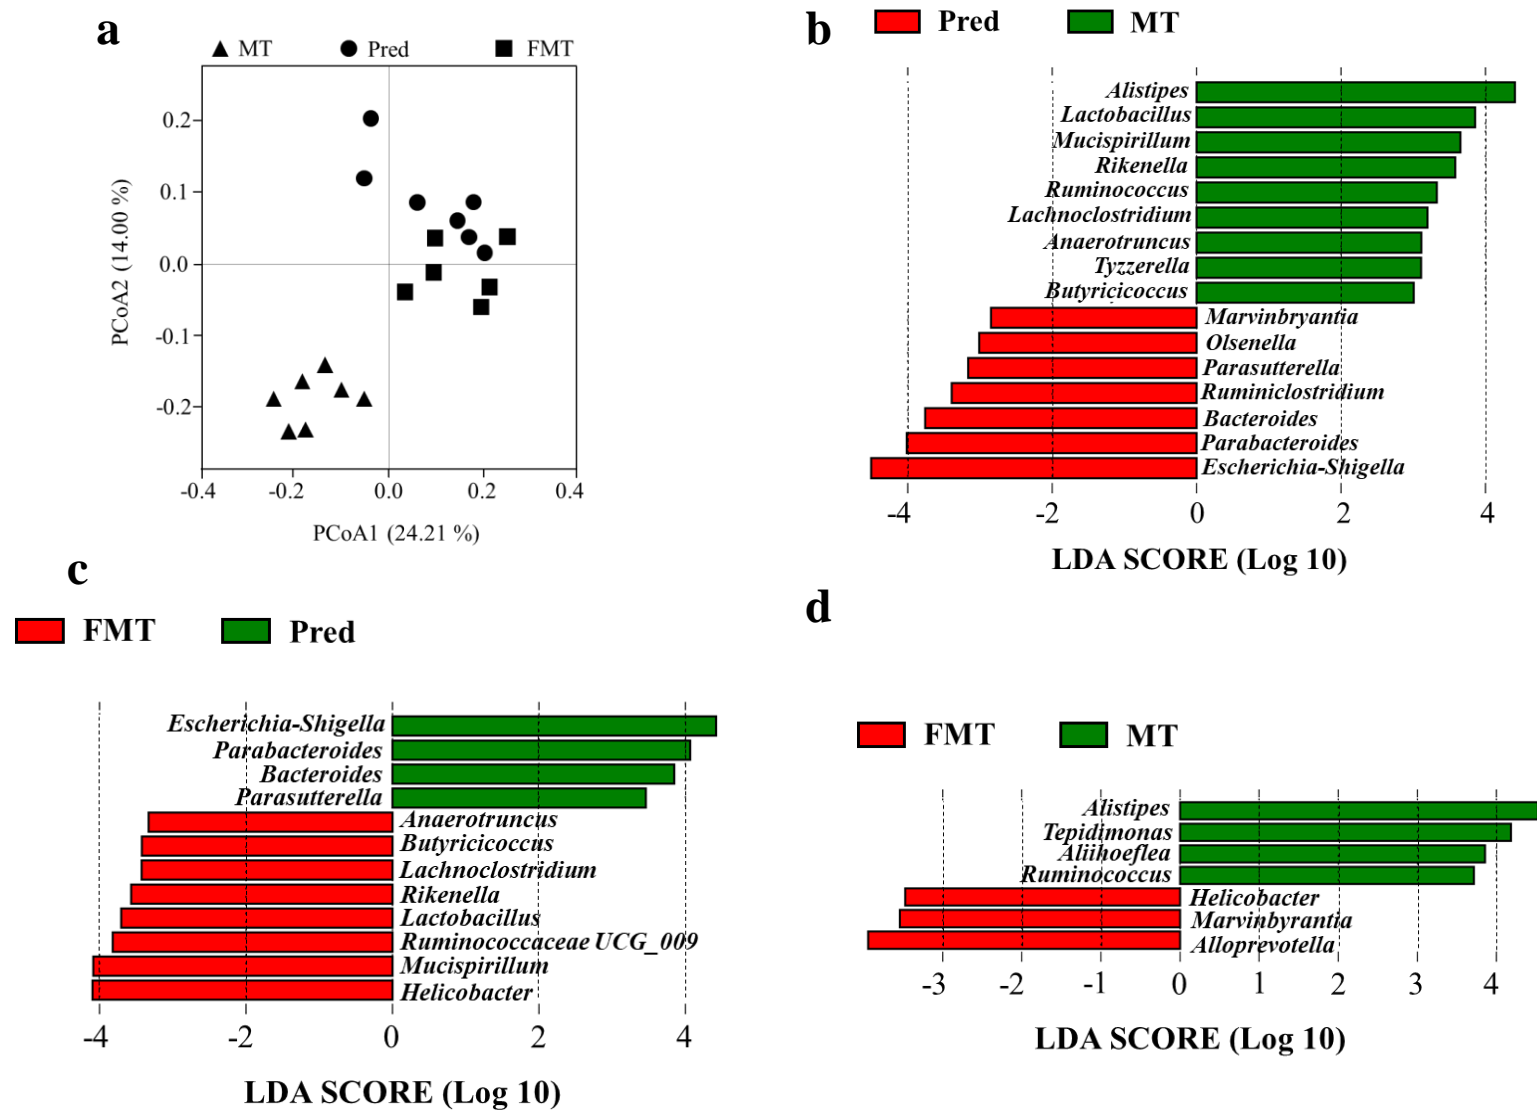 a
MT Pred FMT
0.2
0.1
0.0
-0.1
-0.2
-0.4 -0.2 0.0 0.2 0.4
PCoA2 (14.00 %)
PCoA1 (24.21 %)
b
Pred MT
Alistipes
Lactobacillus
Mucispirillum
Rikenella
Ruminococcus
Lachnoclostridium
Anaerotruncus
Tyzzerella
Butyricicoccus
Marvinbryantia
Olsenella
Parasutterella
Ruminiclostridium
Bacteroides
Parabacteroides
Escherichia-Shigella
-4 -2 0 2 4
LDA SCORE (Log 10)
c
FMT Pred
Escherichia-Shigella
Parabacteroides
Bacteroides
Parasutterella
Anaerotruncus
Butyricicoccus
Lachnoclostridium
Rikenella
Lactobacillus
Ruminococcaceae UCG_009
Mucispirillum
Helicobacter
-4 -2 0 2 4
LDA SCORE (Log 10)
d
FMT MT
Alistipes
Tepidimonas
Aliihoeflea
Ruminococcus
Helicobacter
Marvinbyrantia
Alloprevotella
-3 -2 -1 0 1 2 3 4
LDA SCORE (Log 10)